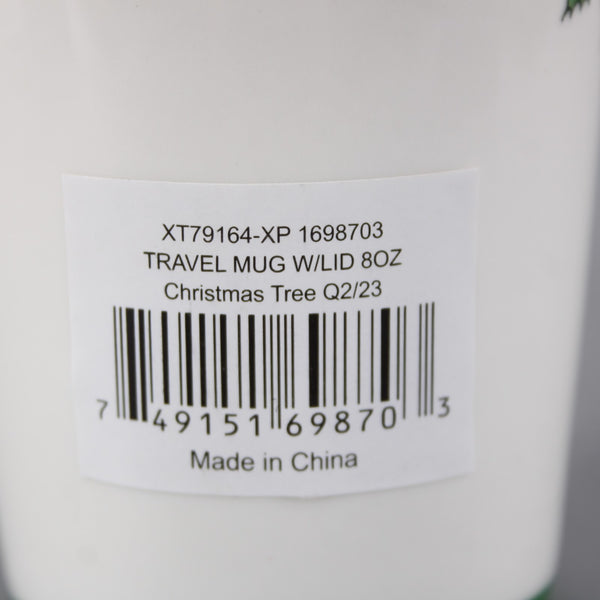 XT79164-XP 1698703
TRAVEL MUG W/LID 8OZ
Christmas Tree Q2/23
7 49151 69870 3
Made in China